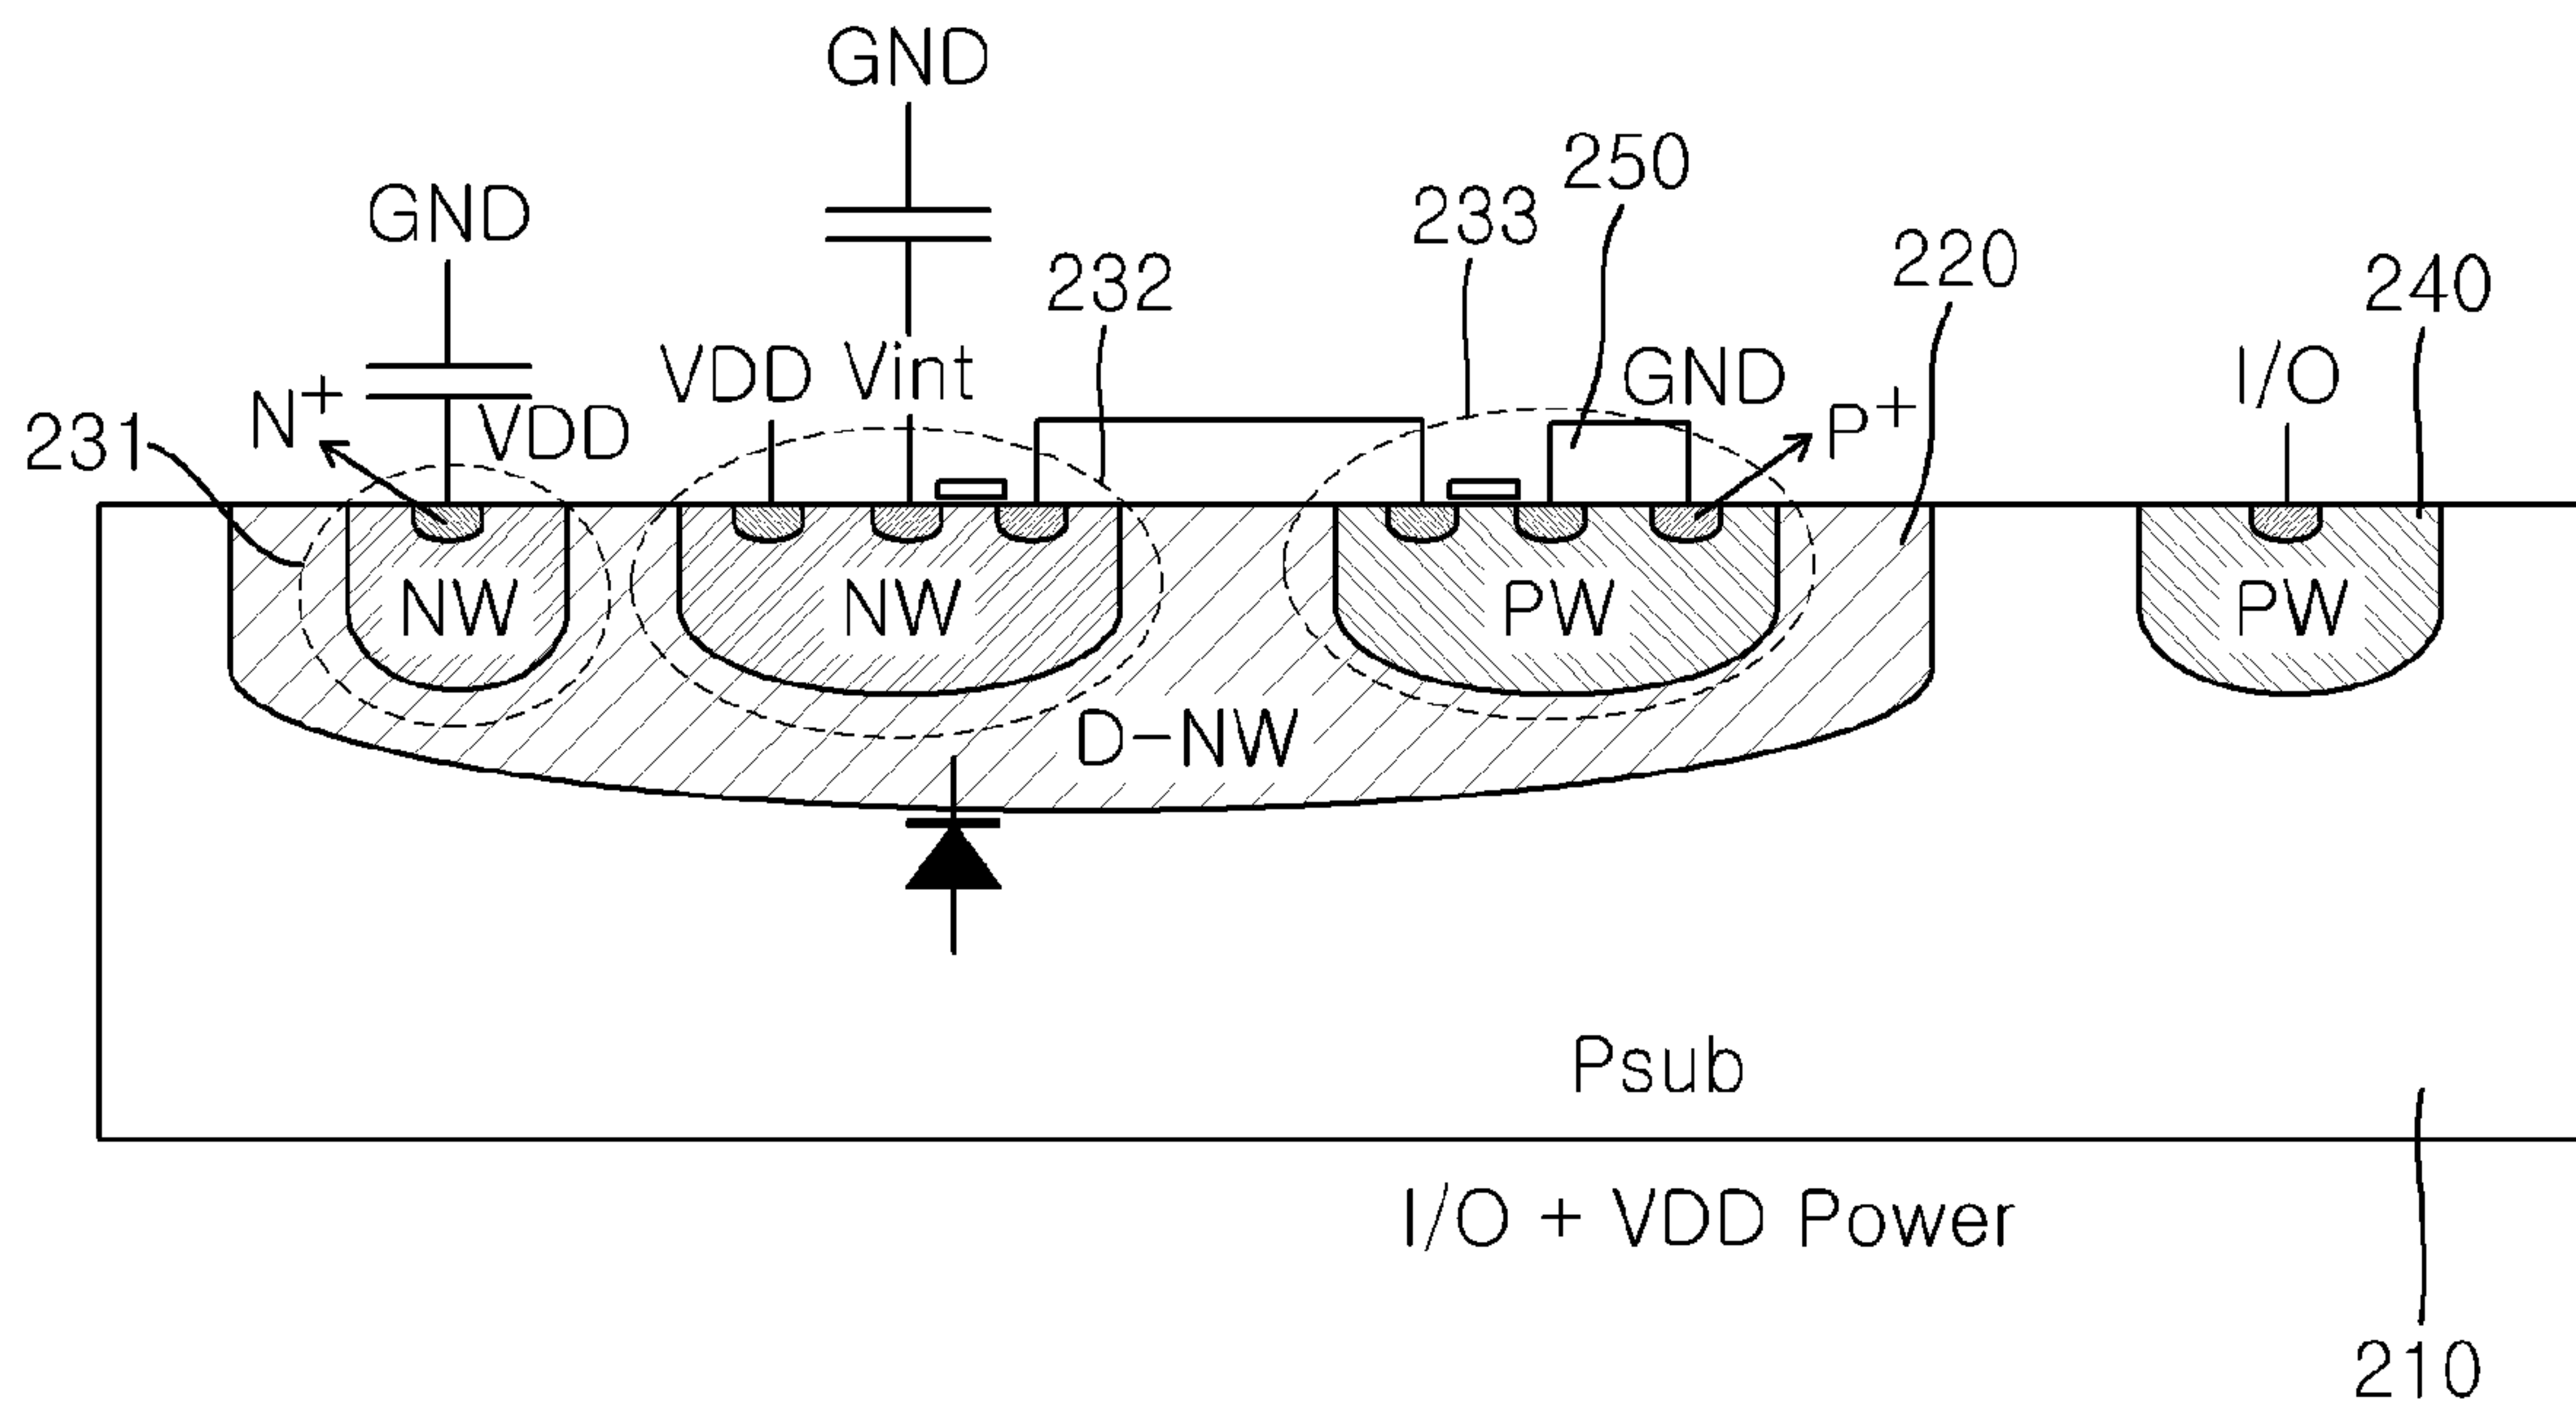 GND
250
GND
233
220
232
240
VDD
Vint
GND
I/O
N+
VDD
P+
231
NW
NW
PW
PW
D-NW
Psub
I/O + VDD Power
210